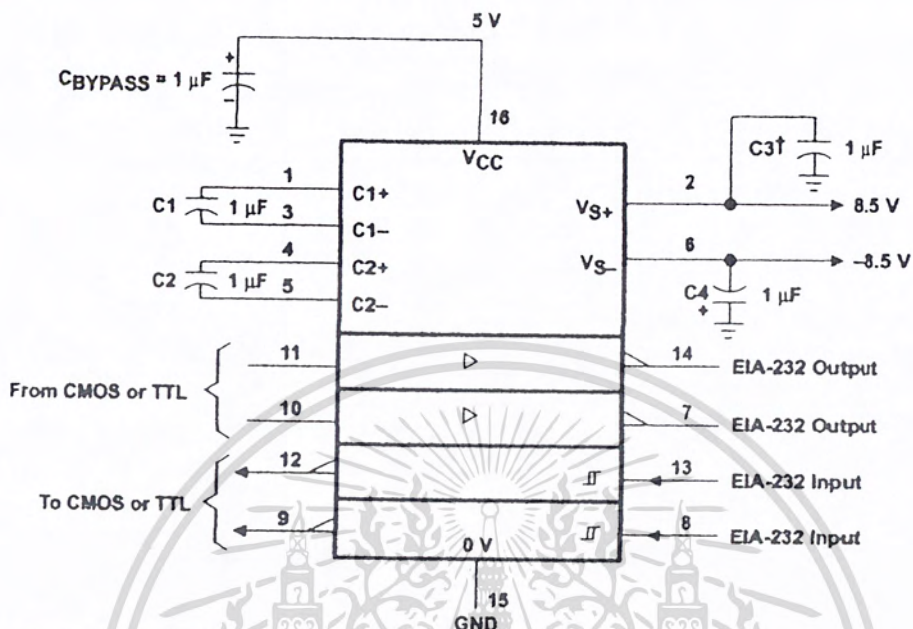 5 V
CBYPASS = 1 µF
+
–
16
VCC
C3† 1 µF
1
C1+
C1 1 µF
3
C1–
2
VS+
8.5 V
4
C2+
C2 1 µF
5
C2–
6
VS–
–8.5 V
C4 1 µF
+
11
14
EIA-232 Output
From CMOS or TTL
10
7
EIA-232 Output
12
13
EIA-232 Input
To CMOS or TTL
9
8
EIA-232 Input
0 V
15
GND